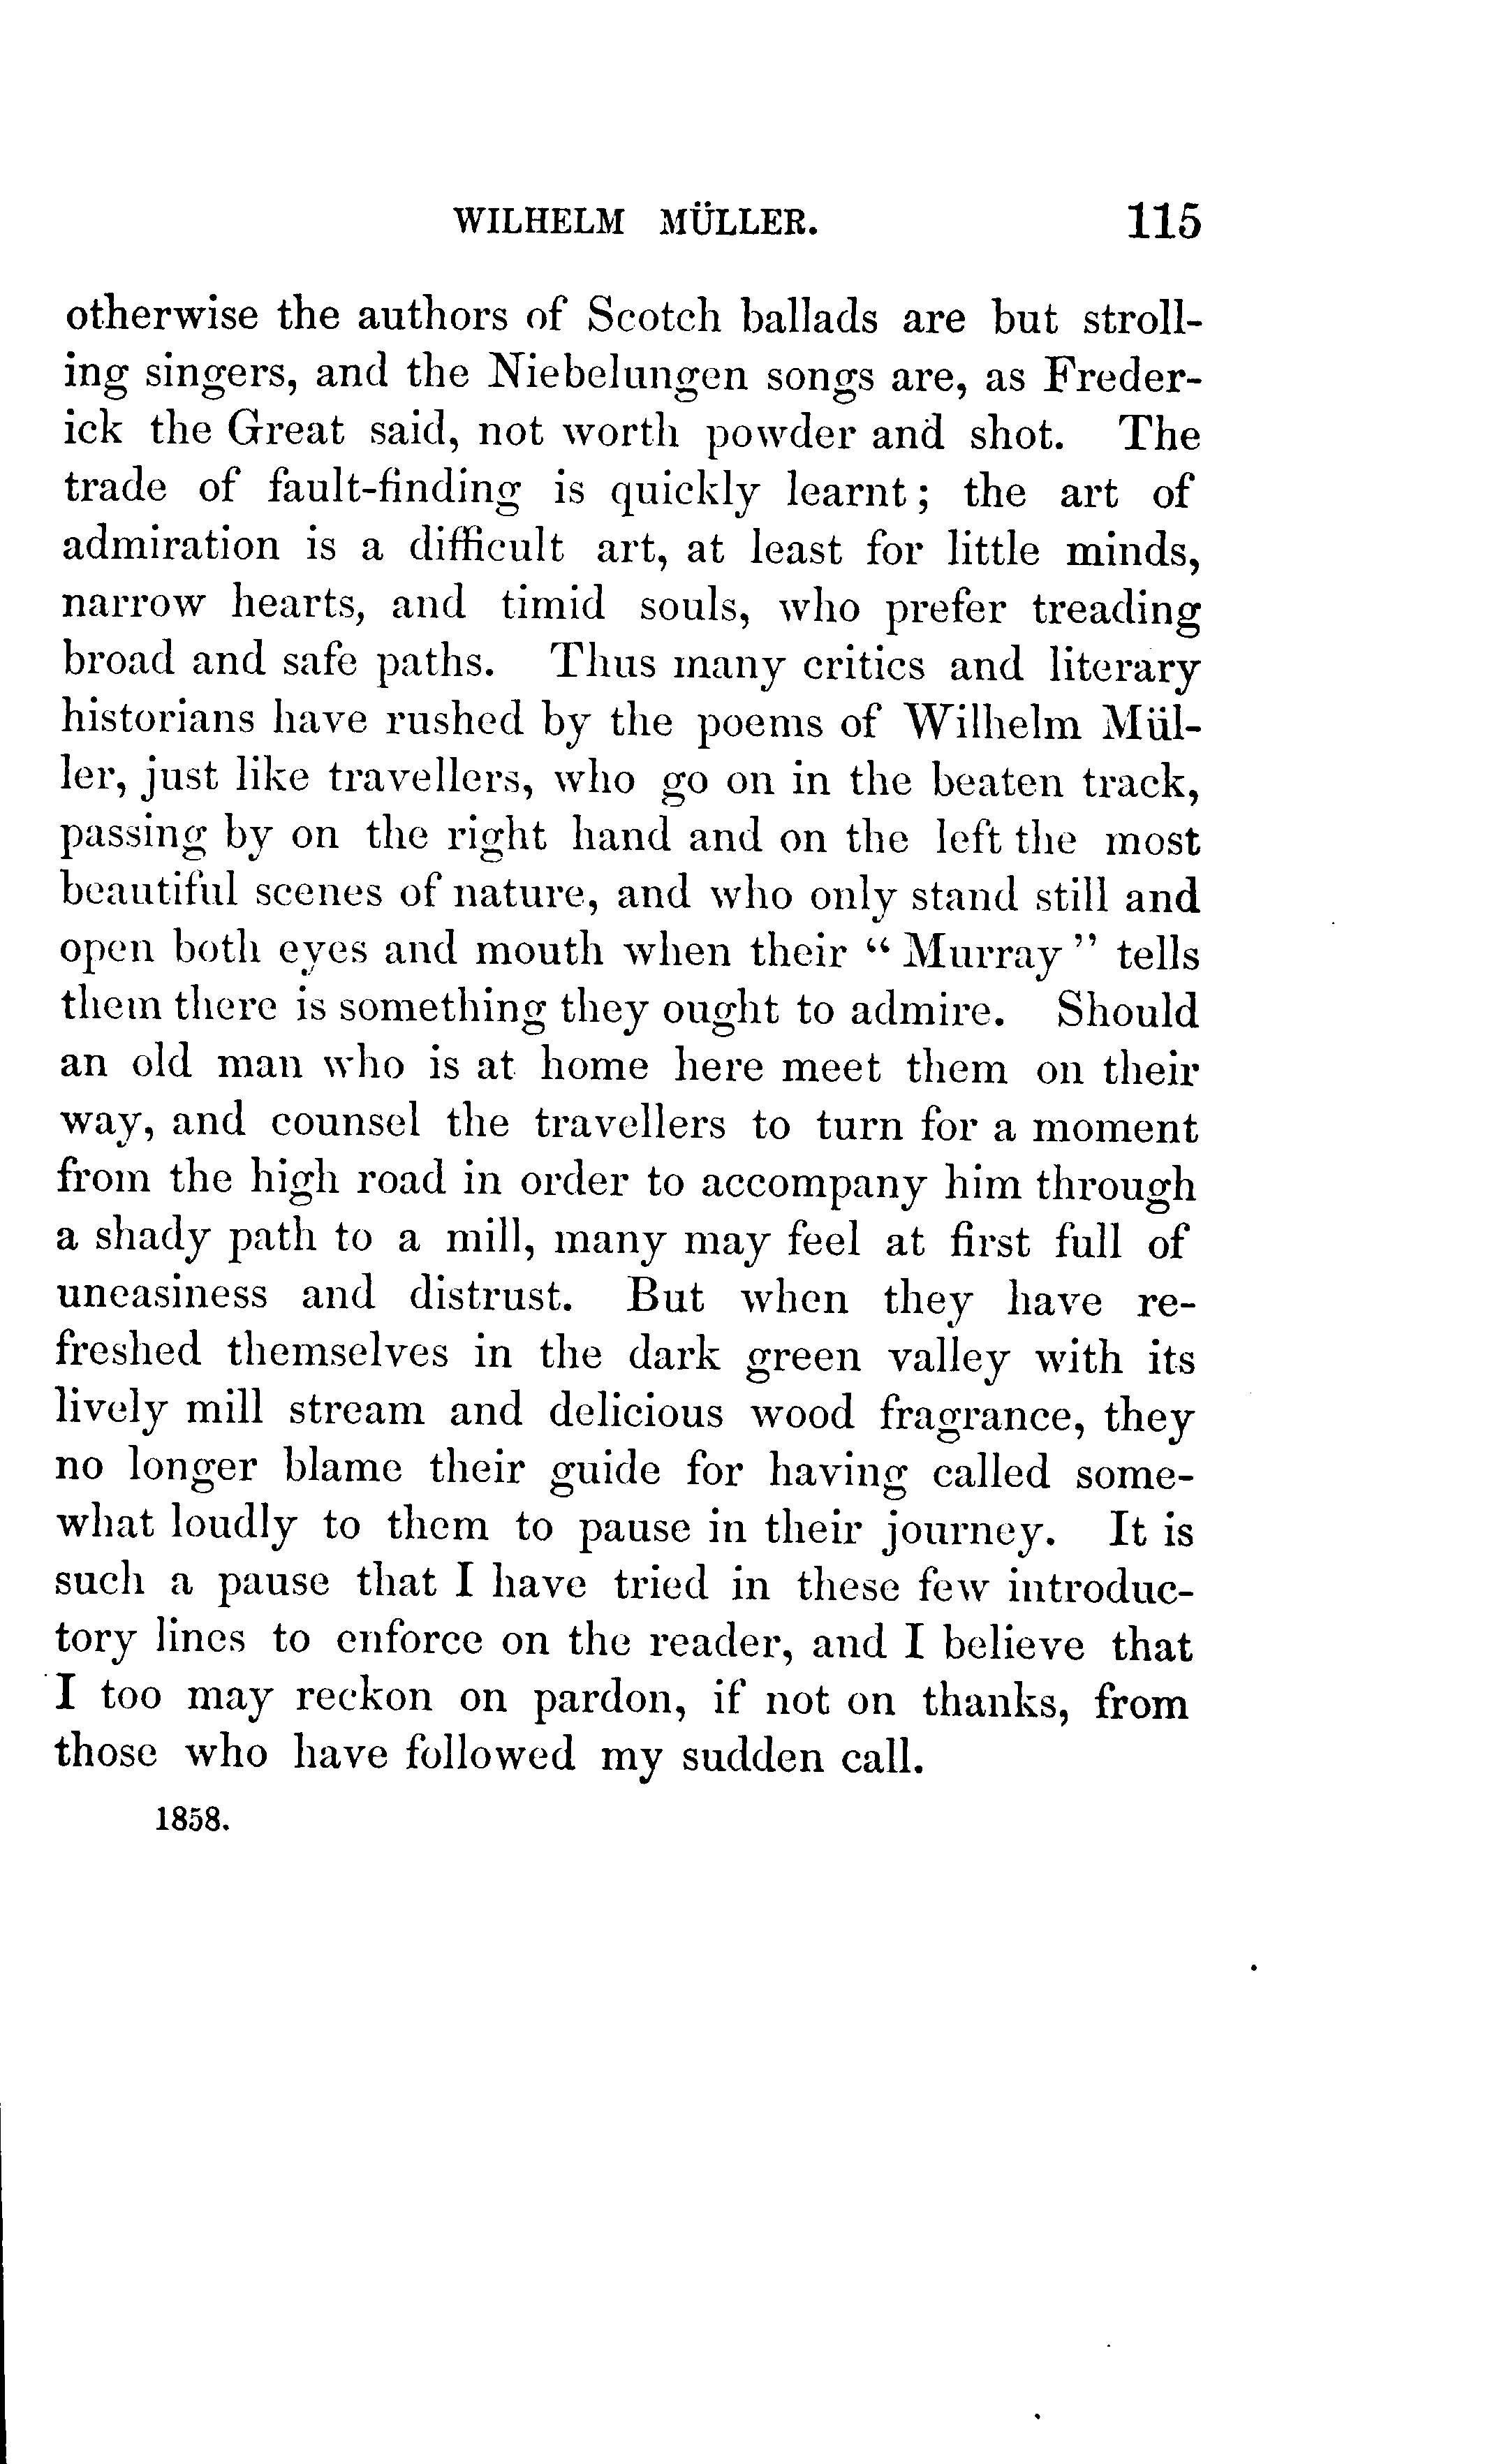 WILHELM MÜLLER. 115
otherwise the authors of Scotch ballads are but stroll-
ing singers, and the Niebelungen songs are, as Freder-
ick the Great said, not worth powder and shot. The
trade of fault-finding is quickly learnt; the art of
admiration is a difficult art, at least for little minds,
narrow hearts, and timid souls, who prefer treading
broad and safe paths. Thus many critics and literary
historians have rushed by the poems of Wilhelm Mül-
ler, just like travellers, who go on in the beaten track,
passing by on the right hand and on the left the most
beautiful scenes of nature, and who only stand still and
open both eyes and mouth when their “ Murray ” tells
them there is something they ought to admire. Should
an old man who is at home here meet them on their
way, and counsel the travellers to turn for a moment
from the high road in order to accompany him through
a shady path to a mill, many may feel at first full of
uneasiness and distrust. But when they have re-
freshed themselves in the dark green valley with its
lively mill stream and delicious wood fragrance, they
no longer blame their guide for having called some-
what loudly to them to pause in their journey. It is
such a pause that I have tried in these few introduc-
tory lines to enforce on the reader, and I believe that
I too may reckon on pardon, if not on thanks, from
those who have followed my sudden call.
1858.